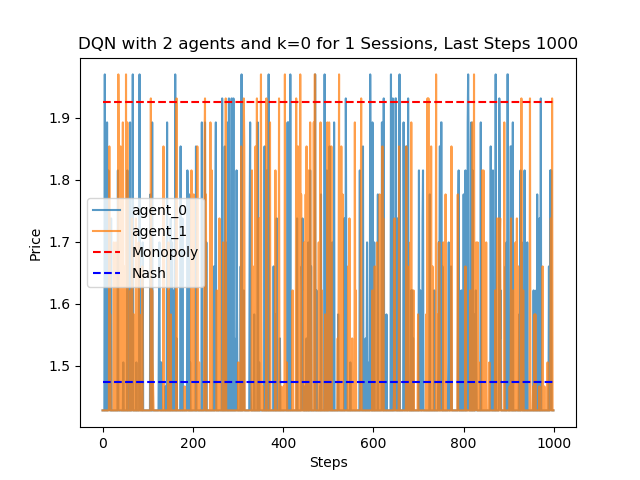 DQN with 2 agents and k=0 for 1 Sessions, Last Steps 1000
Price
1.9
1.8
1.7
1.6
1.5
agent_0
agent_1
Monopoly
Nash
0 200 400 600 800 1000
Steps